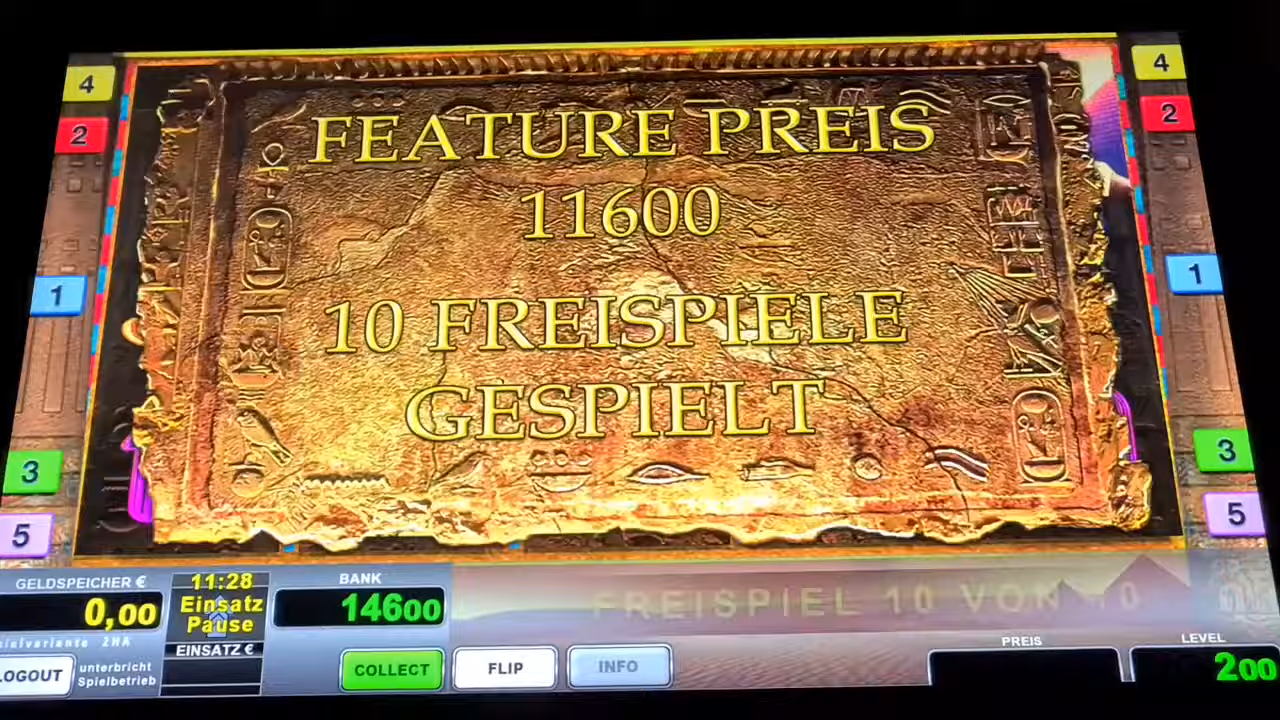 FEATURE PREIS
11600
10 FREISPIELE
GESPIELT
4
2
1
3
5
4
2
1
3
5
GELDSPEICHER €
0,00
11:28
Einsatz
Pause
EINSATZ €
BANK
14600
FREISPIEL 10 VON 10
LOGOUT
unterbricht
Spielbetrieb
COLLECT
FLIP
INFO
PREIS
LEVEL
200